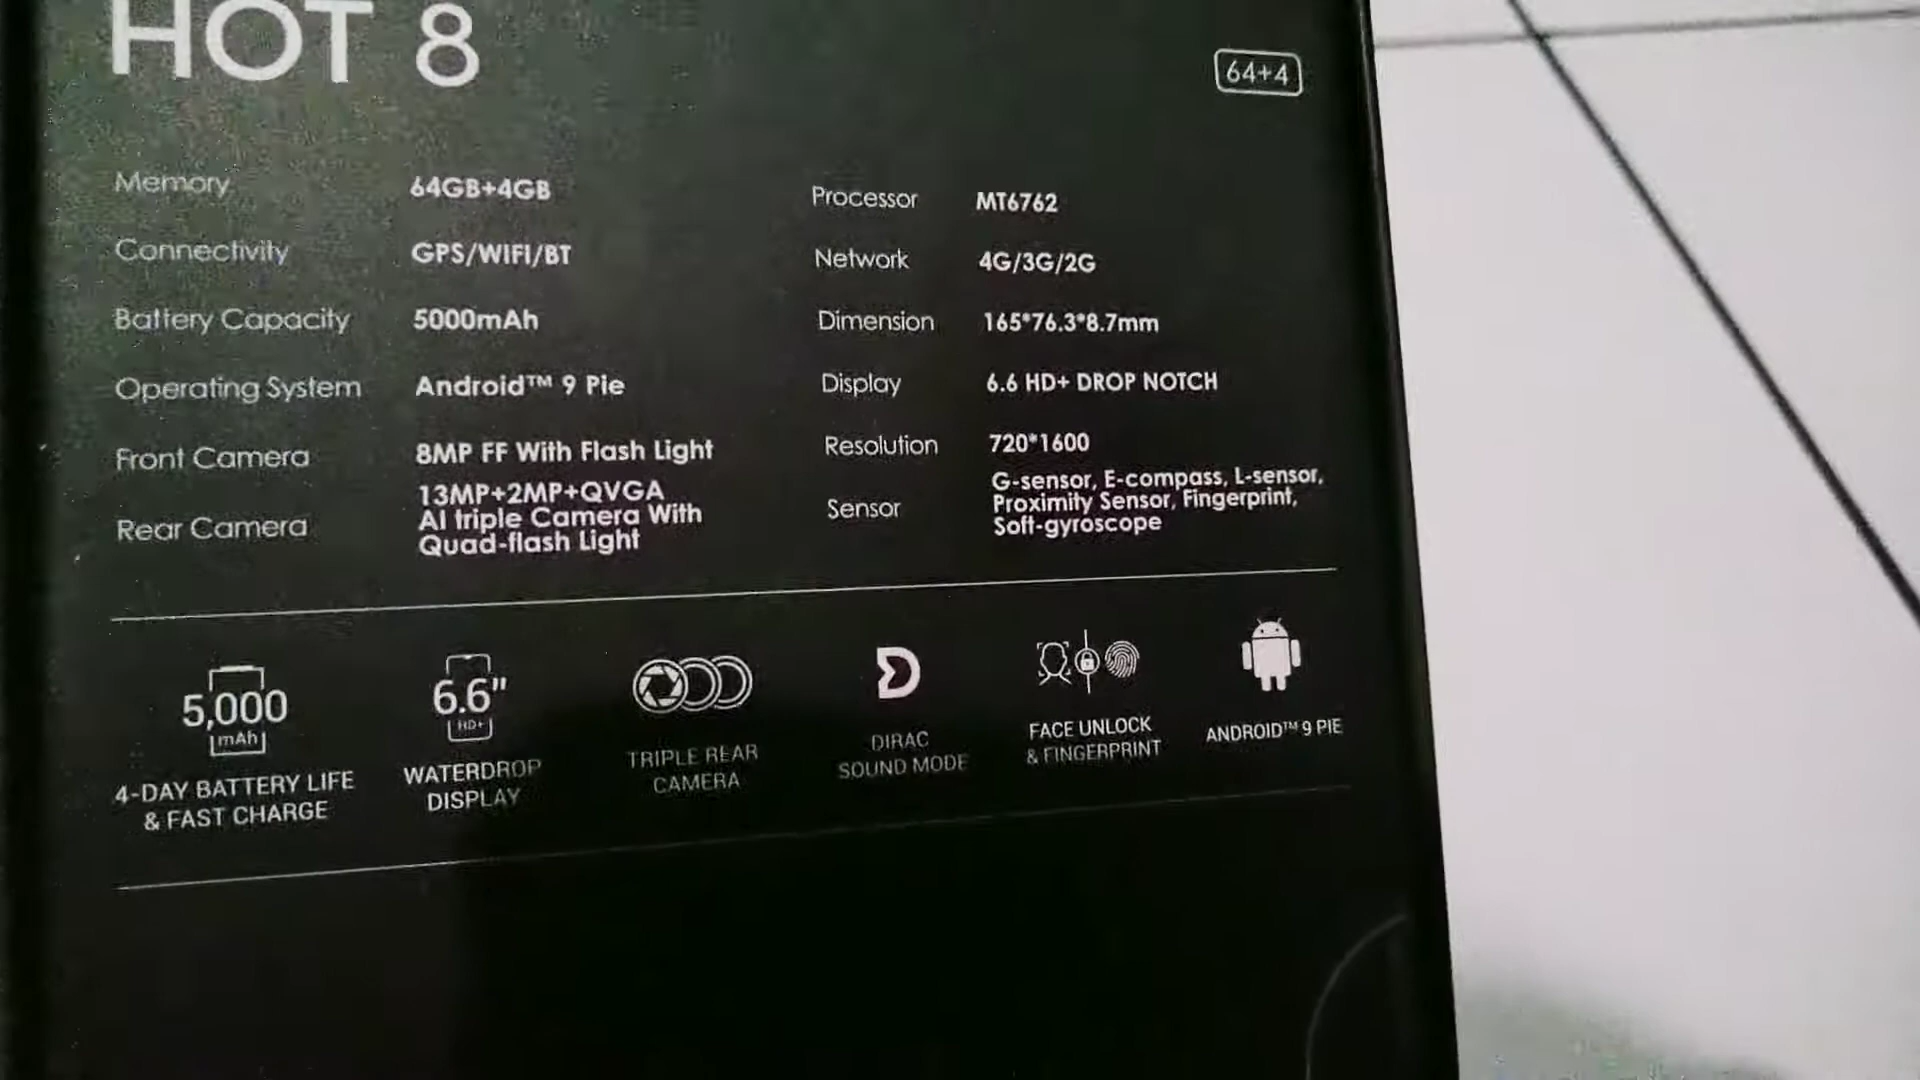 HOT 8
64+4
Memory 64GB+4GB
Connectivity GPS/WIFI/BT
Battery Capacity 5000mAh
Operating System Android™ 9 Pie
Front Camera 8MP FF With Flash Light
Rear Camera 13MP+2MP+QVGA
AI triple Camera With
Quad-flash Light
Processor MT6762
Network 4G/3G/2G
Dimension 165*76.3*8.7mm
Display 6.6 HD+ DROP NOTCH
Resolution 720*1600
Sensor G-sensor, E-compass, L-sensor,
Proximity Sensor, Fingerprint,
Soft-gyroscope
5,000
mAh
4-DAY BATTERY LIFE
& FAST CHARGE
6.6"
HD+
WATERDROP
DISPLAY
TRIPLE REAR
CAMERA
DIRAC
SOUND MODE
FACE UNLOCK
& FINGERPRINT
ANDROID™ 9 PIE